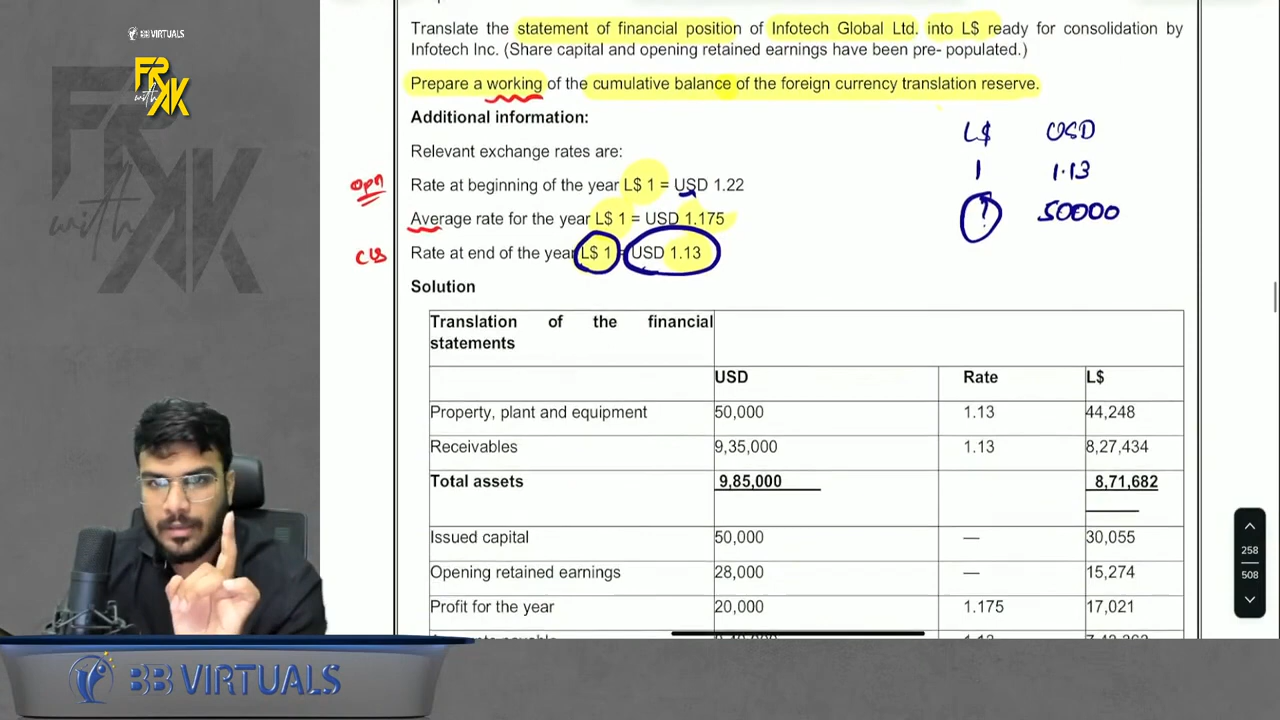 BB VIRTUALS
FR
with
AK
Translate the statement of financial position of Infotech Global Ltd. into L$ ready for consolidation by
Infotech Inc. (Share capital and opening retained earnings have been pre- populated.)
Prepare a working of the cumulative balance of the foreign currency translation reserve.
Additional information:
Relevant exchange rates are:
Opn Rate at beginning of the year L$ 1 = USD 1.22
Average rate for the year L$ 1 = USD 1.175
Cls Rate at end of the year L$ 1 = USD 1.13
L$ USD
1 1.13
? 50000
Solution
Translation of the financial
statements
USD Rate L$
Property, plant and equipment 50,000 1.13 44,248
Receivables 9,35,000 1.13 8,27,434
Total assets 9,85,000 8,71,682
Issued capital 50,000 — 30,055
Opening retained earnings 28,000 — 15,274
Profit for the year 20,000 1.175 17,021
258
508
BB VIRTUALS